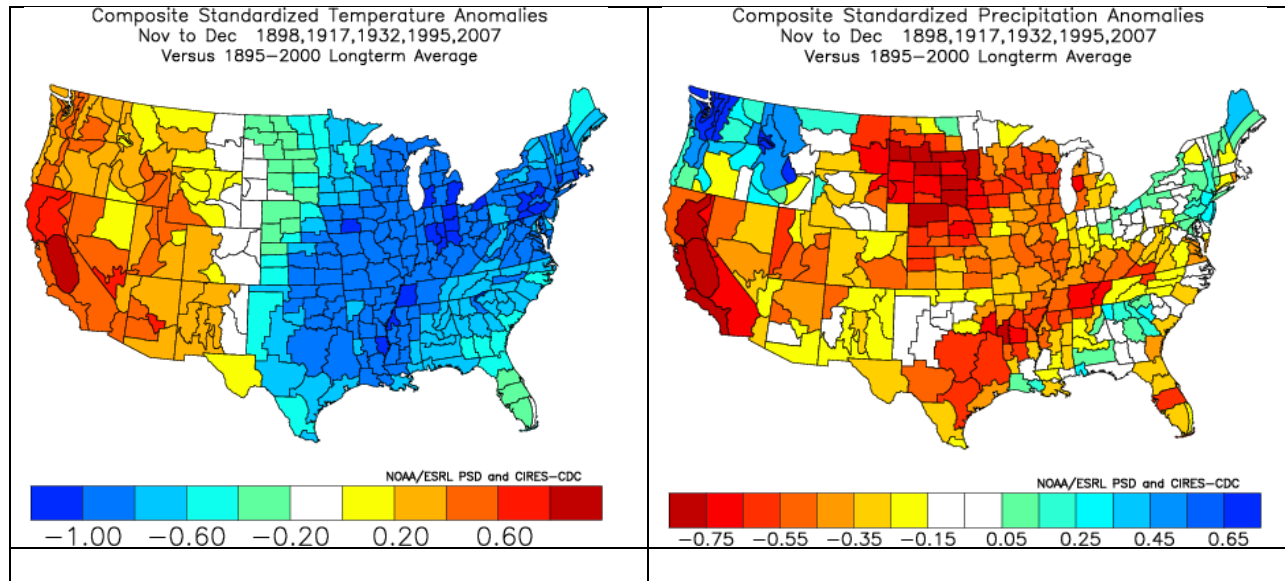 Composite Standardized Temperature Anomalies
Nov to Dec 1898,1917,1932,1995,2007
Versus 1895-2000 Longterm Average
NOAA/ESRL PSD and CIRES-CDC
-1.00 -0.60 -0.20 0.20 0.60
Composite Standardized Precipitation Anomalies
Nov to Dec 1898,1917,1932,1995,2007
Versus 1895-2000 Longterm Average
NOAA/ESRL PSD and CIRES-CDC
-0.75 -0.55 -0.35 -0.15 0.05 0.25 0.45 0.65